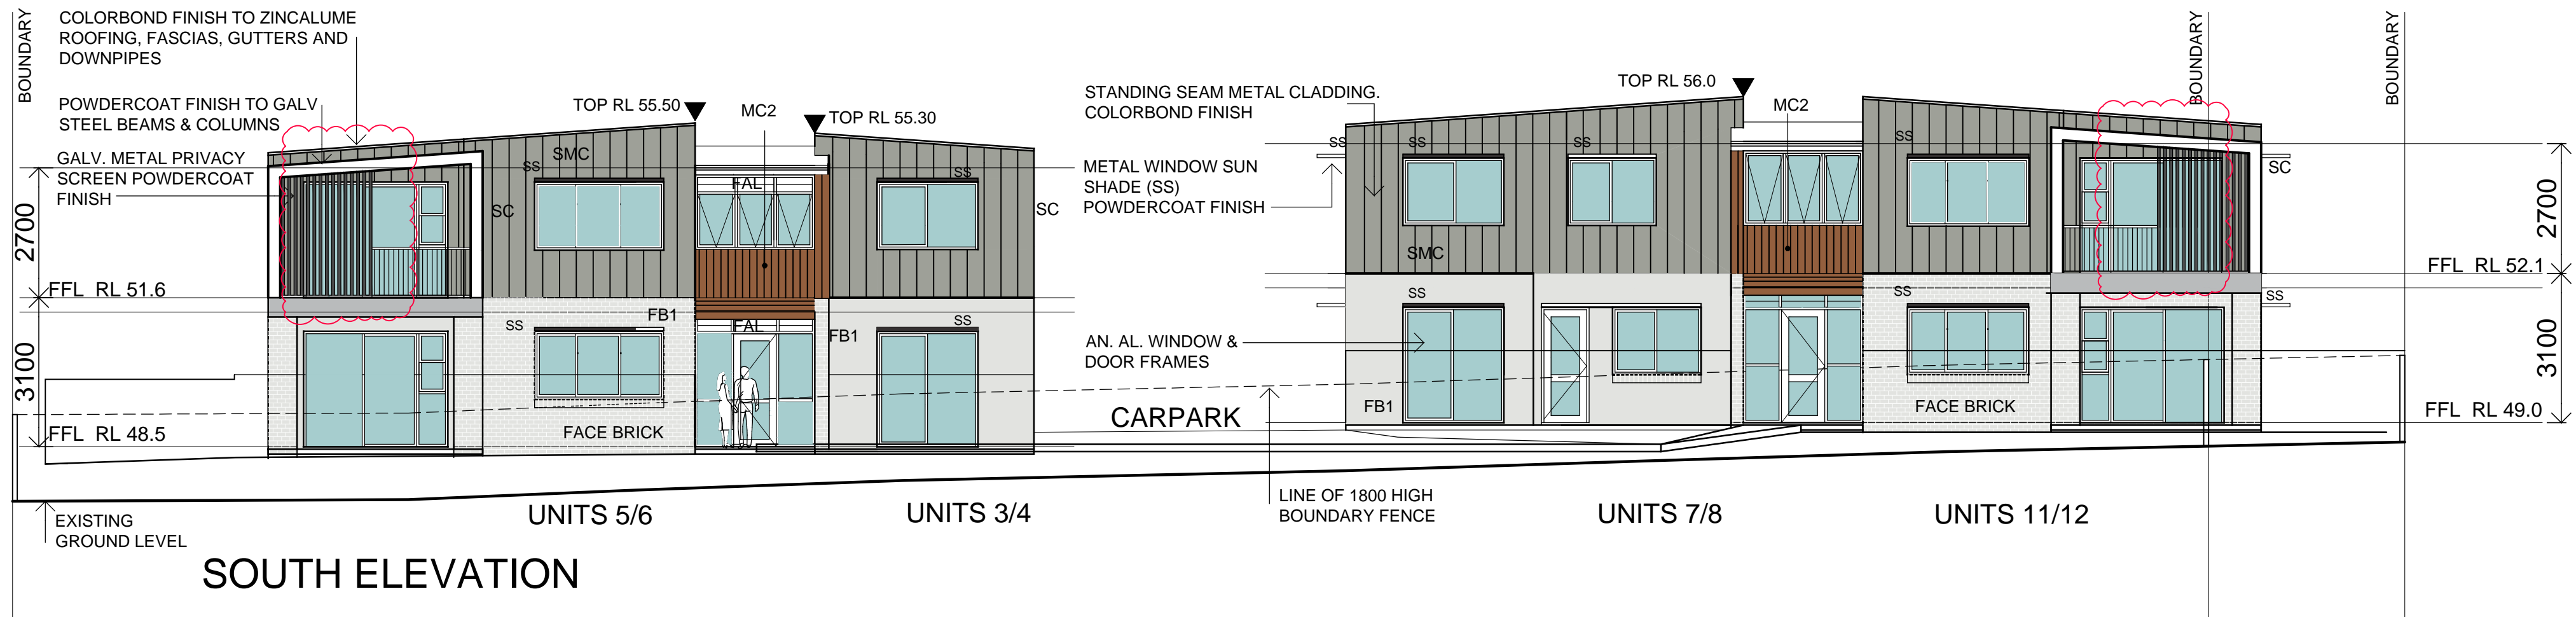 BOUNDARY
COLORBOND FINISH TO ZINCALUME
ROOFING, FASCIAS, GUTTERS AND
DOWNPIPES
POWDERCOAT FINISH TO GALV
STEEL BEAMS & COLUMNS
GALV. METAL PRIVACY
SCREEN POWDERCOAT
FINISH
2700
FFL RL 51.6
3100
FFL RL 48.5
EXISTING
GROUND LEVEL
TOP RL 55.50
MC2
TOP RL 55.30
SMC
SS
SC
FAL
SS
SC
SS
FB1
FAL
FB1
SS
FACE BRICK
UNITS 5/6
UNITS 3/4
STANDING SEAM METAL CLADDING.
COLORBOND FINISH
METAL WINDOW SUN
SHADE (SS)
POWDERCOAT FINISH
AN. AL. WINDOW &
DOOR FRAMES
CARPARK
LINE OF 1800 HIGH
BOUNDARY FENCE
TOP RL 56.0
MC2
SS
SS
SS
SS
SMC
SS
SS
FB1
FACE BRICK
UNITS 7/8
UNITS 11/12
BOUNDARY
BOUNDARY
SC
SS
2700
FFL RL 52.1
3100
FFL RL 49.0
SOUTH ELEVATION